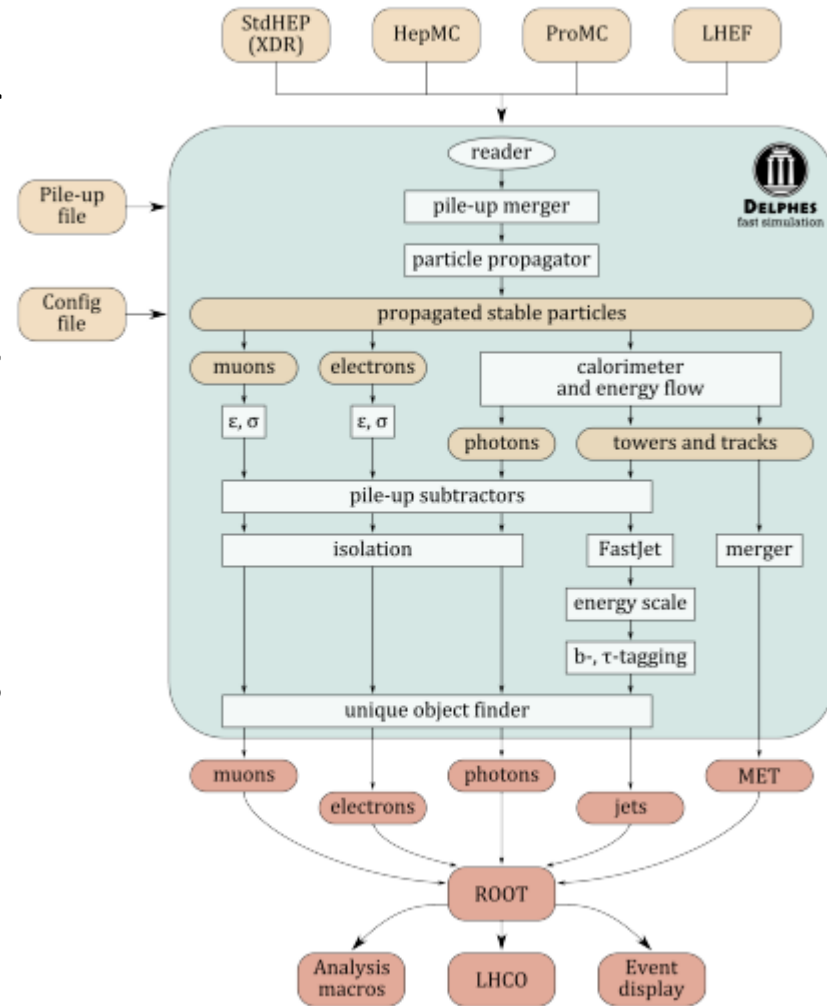 StdHEP
(XDR)
HepMC
ProMC
LHEF
reader
DELPHES
fast simulation
Pile-up
file
pile-up merger
particle propagator
Config
file
propagated stable particles
muons
electrons
calorimeter
and energy flow
ε, σ
ε, σ
photons
towers and tracks
pile-up subtractors
isolation
FastJet
merger
energy scale
b-, τ-tagging
unique object finder
muons
photons
MET
electrons
jets
ROOT
Analysis
macros
LHCO
Event
display